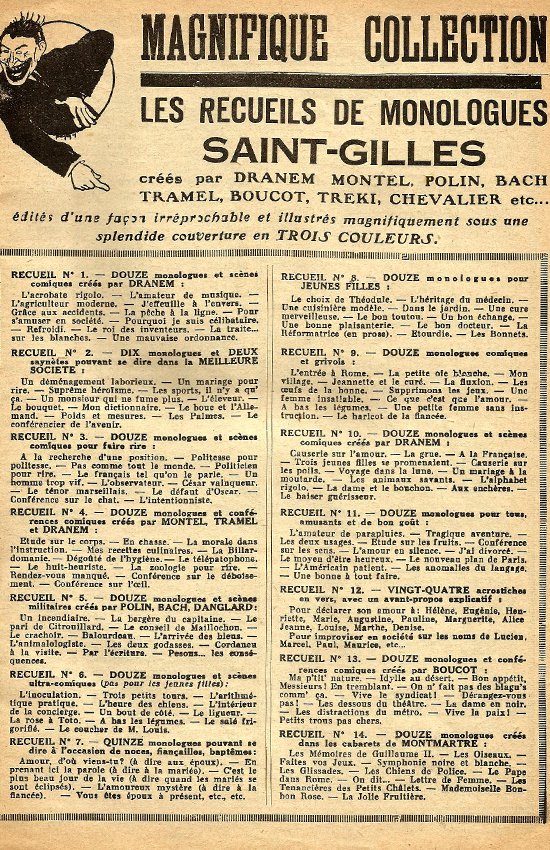 MAGNIFIQUE COLLECTION
LES RECUEILS DE MONOLOGUES
SAINT-GILLES
créés par DRANEM MONTEL, POLIN, BACH
TRAMEL, BOUCOT, TREKI, CHEVALIER etc...
édités d'une façon irréprochable et illustrés magnifiquement sous une
splendide couverture en TROIS COULEURS.
RECUEIL N° 1. — DOUZE monologues et scènes
comiques créés par DRANEM :
L'acrobate rigolo. — L'amateur de musique. —
L'agriculteur moderne. — J'effeuille à l'envers. —
Grâce aux accidents. — La pêche à la ligne. — Pour
s'amuser en société. — Pourquoi je suis célibataire.
— Refroidi. — Le roi des inventeurs. — La traite...
sur les blanches. — Une mauvaise ordonnance.
RECUEIL N° 2. — DIX monologues et DEUX
saynètes pouvant se dire dans la MEILLEURE
SOCIETE :
Un déménagement laborieux. — Un mariage pour
rire. — Suprême héroïsme. — Les sports, il n'y a qu'
ça. — Un monsieur qui ne fume plus. — L'éleveur. —
Le bouquet. — Mon dictionnaire. — Le boue et l'Alle-
mand. — Poids et mesures. — Les Palmes. — Le
conférencier de l'avenir.
RECUEIL N° 3. — DOUZE monologues et scènes
comiques pour faire rire :
A la recherche d'une position. — Politesse pour
politesse. — Pas comme tout le monde. — Politicien
pour rire. — Le français tel qu'on le parle. — Un
homme trop vif. — L'observateur. — César vainqueur.
— Le ténor marseillais. — Le défaut d'Oscar. —
Conférence sur le chat. — L'intentionniste.
RECUEIL N° 4. — DOUZE monologues et confé-
rences comiques créés par MONTEL, TRAMEL
et DRANEM :
Etude sur le corps. — En chasse. — La morale dans
l'instruction. — Mes recettes culinaires. — La Billar-
domanie. — Dégoûté de l'hygiène. — Le télépatophone.
— Le huit-heuriste. — La zoologie pour rire. —
Rendez-vous manqué. — Conférence sur le déboise-
ment. — Conférence sur l'œil.
RECUEIL N° 5. — DOUZE monologues et scènes
militaires créés par POLIN, BACH, DANGLARD :
Un incendiaire. — La bergère du capitaine. — Le
pari de Citrouillard. — Le conseil de Maillochon. —
Le crachoir. — Balourdeau. — L'arrivée des bleus. —
L'animalologiste. — Les deux godasses. — Cordaneu
à la visite. — Par l'écriture. — Pesons... les consé-
quences.
RECUEIL N° 6. — DOUZE monologues et scènes
ultra-comiques (pas pour les jeunes filles) :
L'inoculation. — Trois petits tours. — L'arithmé-
tique pratique. — L'heure des chiens. — L'intérieur
de la concierge. — Un bout de côté. — Le ligueur. —
La rose à Toto. — A bas les légumes. — Le salé fri-
gorifié. — Le coucher de M. Louis.
RECUEIL N° 7. — QUINZE monologues pouvant se
dire à l'occasion de noces, fiançailles, baptêmes :
Amour, d'où viens-tu? (à dire aux époux). — En
prenant ici la parole (à dire à la mariée). — C'est le
plus beau jour de la vie (à dire quand les mariés se
sont éclipsés). — L'amoureux mystère (à dire à la
fiancée). — Vous êtes époux à présent, etc., etc.
RECUEIL N° 8. — DOUZE monologues pour
JEUNES FILLES :
Le choix de Théodule. — L'héritage du médecin. —
Une cuisinière modèle. — Dans le jardin. — Une cure
merveilleuse. — Le bon toutou. — Un bon échange. —
Une bonne plaisanterie. — Le bon docteur. — La
Réformatrice (en prose). — Etourdie. — Les Bonnets.
RECUEIL N° 9. — DOUZE monologues comiques
et grivois :
L'entrée à Rome. — La petite oie blanche. — Mon
village. — Jeannette et le curé. — La fluxion. — Les
œufs de la bonne. — Supprimons les jeux. — Une
femme insatiable. — Ce que c'est que l'amour. —
A bas les légumes. — Une petite femme sans ins-
truction. — Le haricot de la fiancée.
RECUEIL N° 10. — DOUZE monologues et scènes
comiques créés par DRANEM :
Causerie sur l'amour. — La grue. — A la Française.
— Trois jeunes filles se promenaient. — Causerie sur
les poils. — Voyage dans la lune. — Un mariage à la
moutarde. — Les animaux savants. — L'alphabet
rigolo. — La dame et le bouchon. — Aux enchères. —
Le baiser guérisseur.
RECUEIL N° 11. — DOUZE monologues pour tous,
amusants et de bon goût :
L'amateur de parapluies. — Tragique aventure. —
Les deux usages. — Etude sur les fruits. — Conférence
sur les sens. — L'amour en silence. — J'ai divorcé. —
Le moyen d'être heureux. — Le nouveau plan de Paris.
— L'Américain patient. — Les anomalies du langage.
— Une bonne à tout faire.
RECUEIL N° 12. — VINGT-QUATRE acrostiches
en vers, avec un avant-propos explicatif :
Pour déclarer son amour à : Hélène, Eugénie, Hen-
riette, Marie, Augustine, Pauline, Marguerite, Alice
Jeanne, Louise, Marthe, Denise.
Pour improviser en société sur les noms de Lucien,
Marcel, Paul, Maurice, etc...
RECUEIL N° 13. — DOUZE monologues et confé-
rences comiques créés par BOUCOT :
Ma p'tit' nature. — Idylle au désert. — Bon appétit,
Messieurs! En tremblant. — On n' fait pas des blagu's
comm' ça. — Vive le syndicat! — Dérangez-vous
pas! — Les dessous du théâtre. — La dame en noir.
— Les distractions du métro. — Vive la paix! —
Petits trous pas chers.
RECUEIL N° 14. — DOUZE monologues créés
dans les cabarets de MONTMARTRE :
Les Mémoires de Guillaume II. — Les Oiseaux. —
Faites vos Jeux. — Symphonie noire et blanche. —
Les Glissades. — Les Chiens de Police. — Le Pape
dans Rome. — On dit... — Lettre de Femme. — Les
Tenancières des Petits Châlets. — Mademoiselle Bon-
bon Rose. — La Jolie Fruitière.